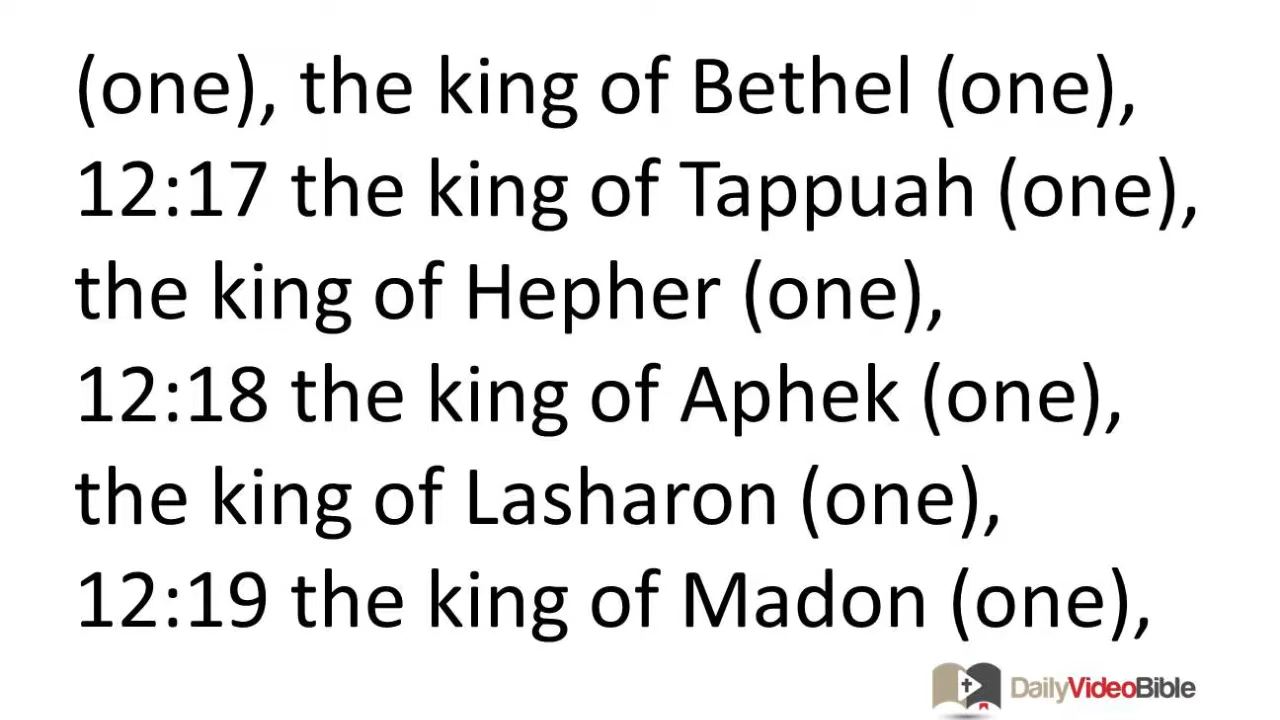 (one), the king of Bethel (one),
12:17 the king of Tappuah (one),
the king of Hepher (one),
12:18 the king of Aphek (one),
the king of Lasharon (one),
12:19 the king of Madon (one),
DailyVideoBible